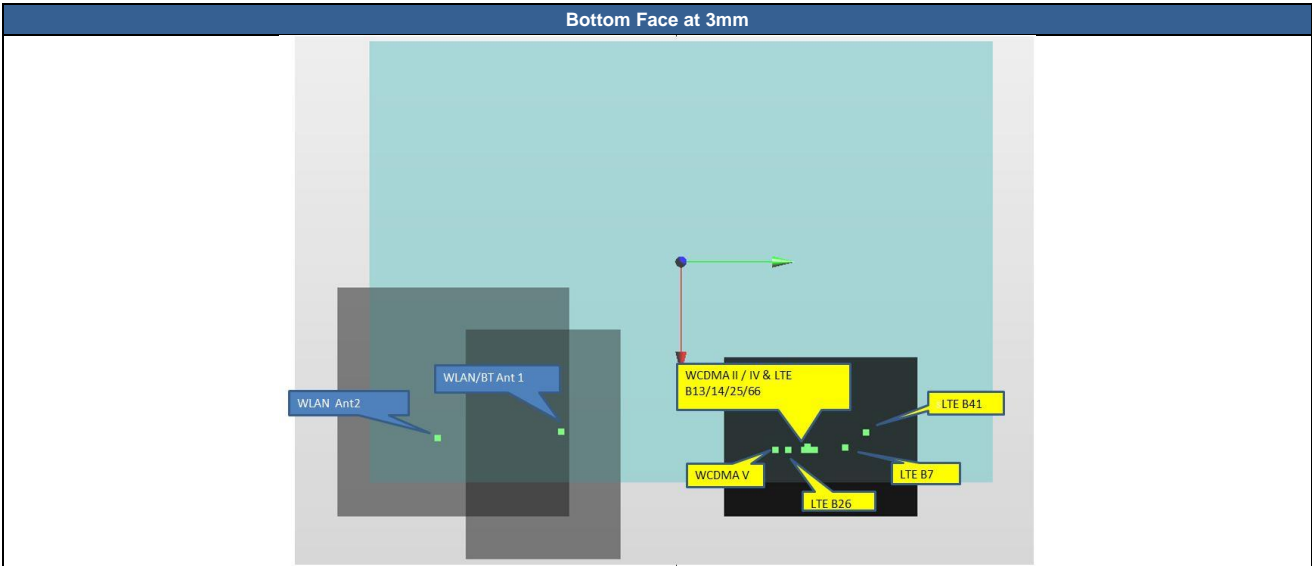 Bottom Face at 3mm
WLAN Ant2
WLAN/BT Ant 1
WCDMA II / IV & LTE
B13/14/25/66
LTE B41
WCDMA V
LTE B26
LTE B7